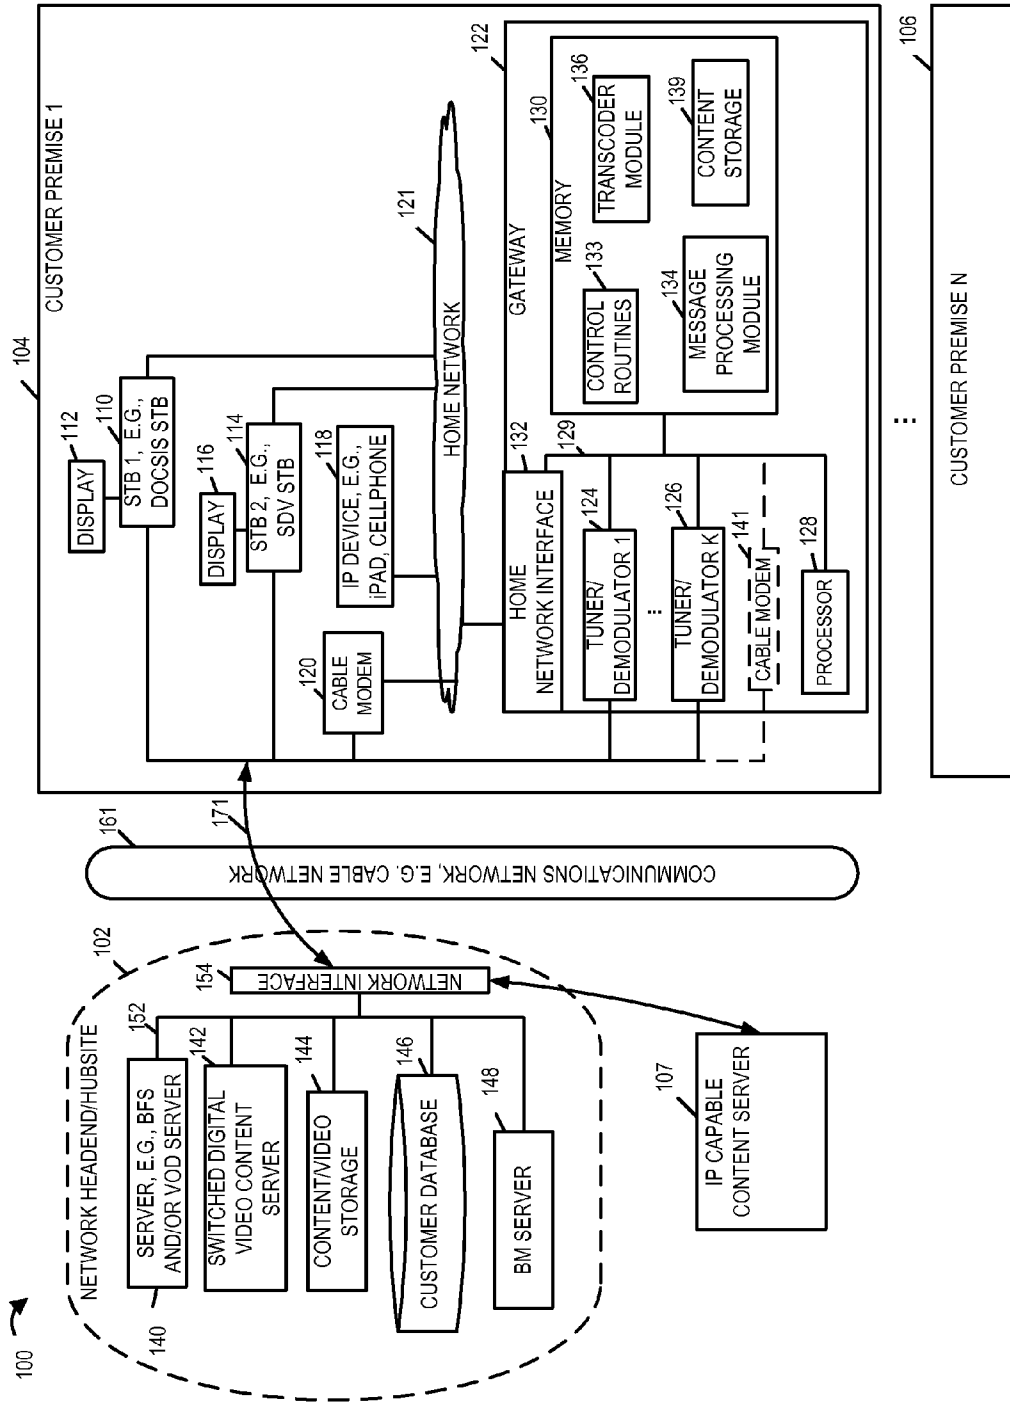 100
NETWORK HEADEND/HUBSITE
102
SERVER, E.G., BFS
AND/OR VOD SERVER
140
152
SWITCHED DIGITAL
VIDEO CONTENT
SERVER
142
CONTENT/VIDEO
STORAGE
144
CUSTOMER DATABASE
146
BM SERVER
148
NETWORK INTERFACE
154
IP CAPABLE
CONTENT SERVER
107
COMMUNICATIONS NETWORK, E.G. CABLE NETWORK
161
171
CUSTOMER PREMISE 1
104
DISPLAY
112
STB 1, E.G.,
DOCSIS STB
110
DISPLAY
116
STB 2, E.G.,
SDV STB
114
IP DEVICE, E.G.,
iPAD, CELLPHONE
118
CABLE
MODEM
120
HOME NETWORK
121
GATEWAY
122
HOME
NETWORK INTERFACE
132
129
TUNER/
DEMODULATOR 1
124
...
TUNER/
DEMODULATOR K
126
CABLE MODEM
141
PROCESSOR
128
MEMORY
130
CONTROL
ROUTINES
133
TRANSCODER
MODULE
136
MESSAGE
PROCESSING
MODULE
134
CONTENT
STORAGE
139
...
CUSTOMER PREMISE N
106